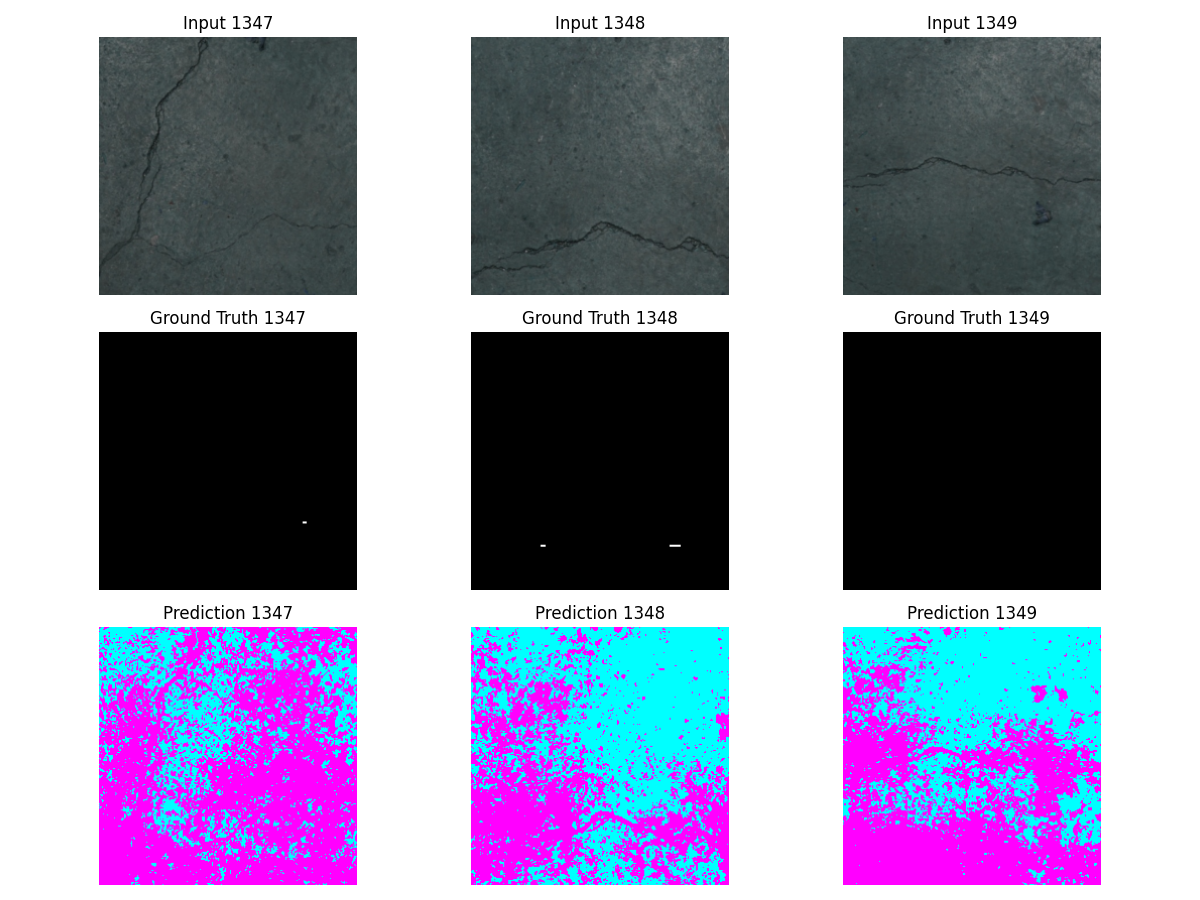 Input 1347
Input 1348
Input 1349
Ground Truth 1347
Ground Truth 1348
Ground Truth 1349
Prediction 1347
Prediction 1348
Prediction 1349